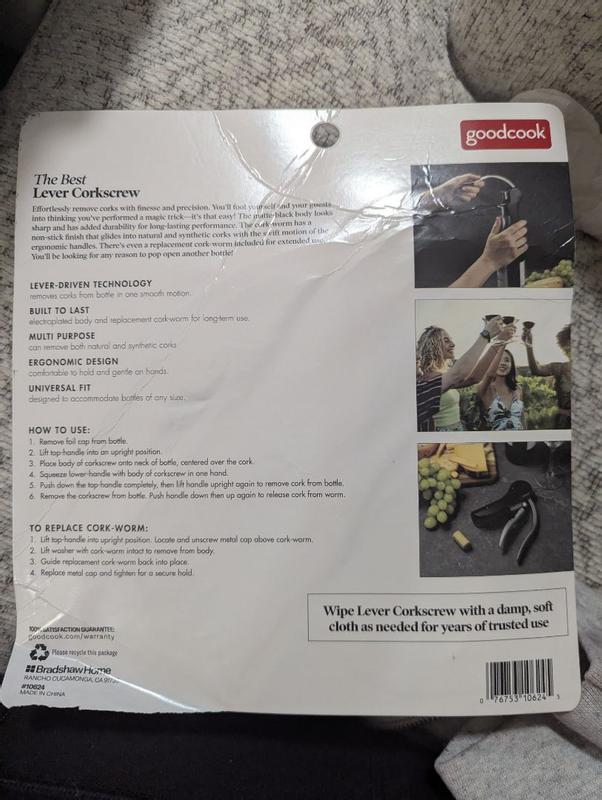 goodcook
The Best
Lever Corkscrew
Effortlessly remove corks with finesse and precision. You'll fool yourself and your guests
into thinking you've performed a magic trick—it's that easy! The matte black body looks
sharp and has added durability for long-lasting performance. The cork-worm has a
non-stick finish that glides into natural and synthetic corks with the swift motion of the
ergonomic handles. There's even a replacement cork-worm included for extended use.
You'll be looking for any reason to pop open another bottle!
LEVER-DRIVEN TECHNOLOGY
removes corks from bottle in one smooth motion.
BUILT TO LAST
electroplated body and replacement cork-worm for long-term use.
MULTI PURPOSE
can remove both natural and synthetic corks
ERGONOMIC DESIGN
comfortable to hold and gentle on hands.
UNIVERSAL FIT
designed to accommodate bottles of any size.
HOW TO USE:
1. Remove foil cap from bottle.
2. Lift top-handle into an upright position.
3. Place body of corkscrew onto neck of bottle, centered over the cork.
4. Squeeze lower-handle with body of corkscrew in one hand.
5. Push down the top-handle completely, then lift handle upright again to remove cork from bottle.
6. Remove the corkscrew from bottle. Push handle down then up again to release cork from worm.
TO REPLACE CORK-WORM:
1. Lift top-handle into upright position. Locate and unscrew metal cap above cork-worm.
2. Lift washer with cork-worm intact to remove from body.
3. Guide replacement cork-worm back into place.
4. Replace metal cap and tighten for a secure hold.
Wipe Lever Corkscrew with a damp, soft
cloth as needed for years of trusted use
100% SATISFACTION GUARANTEE:
goodcook.com/warranty
Please recycle this package
BradshawHome
RANCHO CUCAMONGA, CA
#10624
MADE IN CHINA
0 76753 10624 3